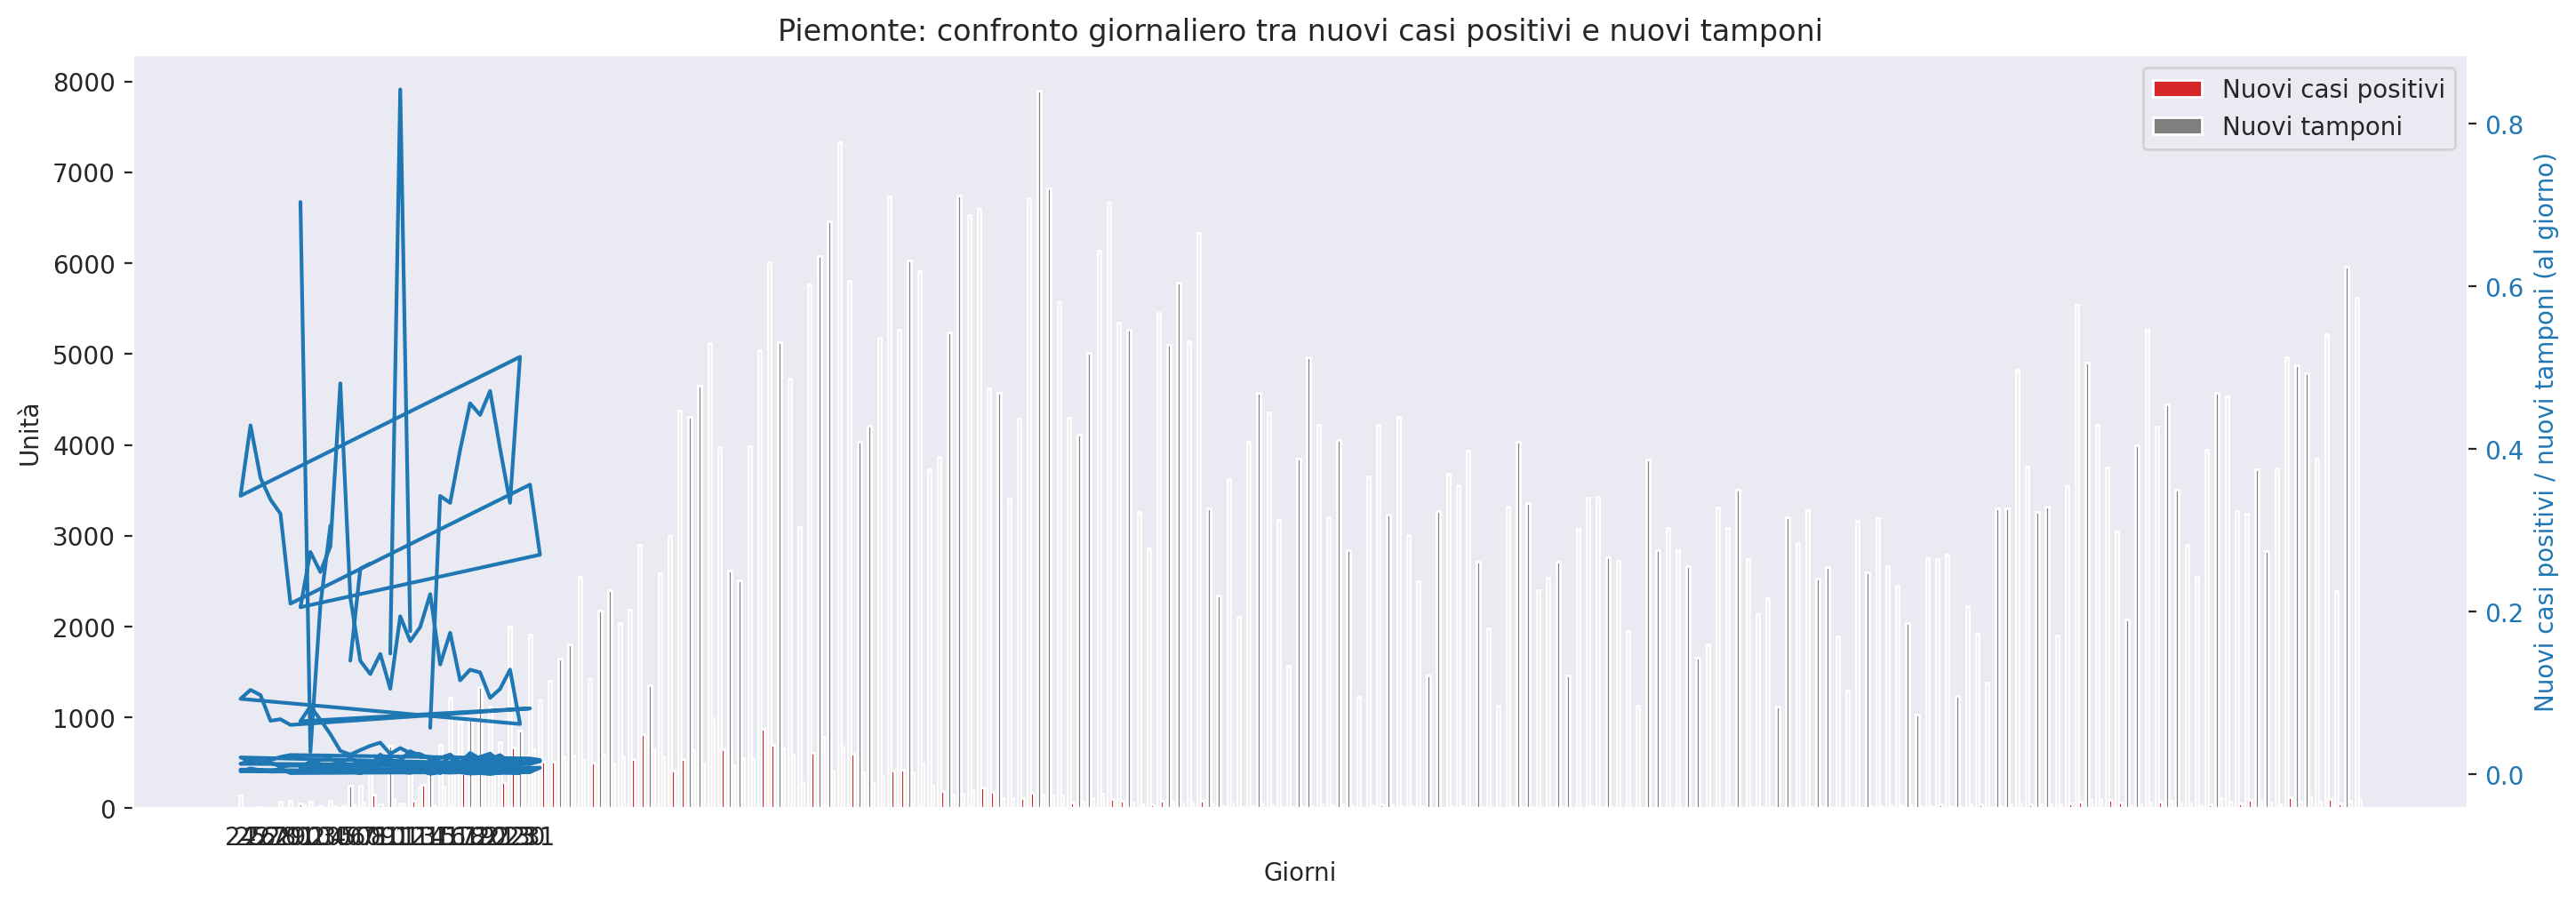 Piemonte: confronto giornaliero tra nuovi casi positivi e nuovi tamponi
Nuovi casi positivi
Nuovi tamponi
Unità
8000
7000
6000
5000
4000
3000
2000
1000
0
0.8
0.6
0.4
0.2
0.0
Nuovi casi positivi / nuovi tamponi (al giorno)
Giorni